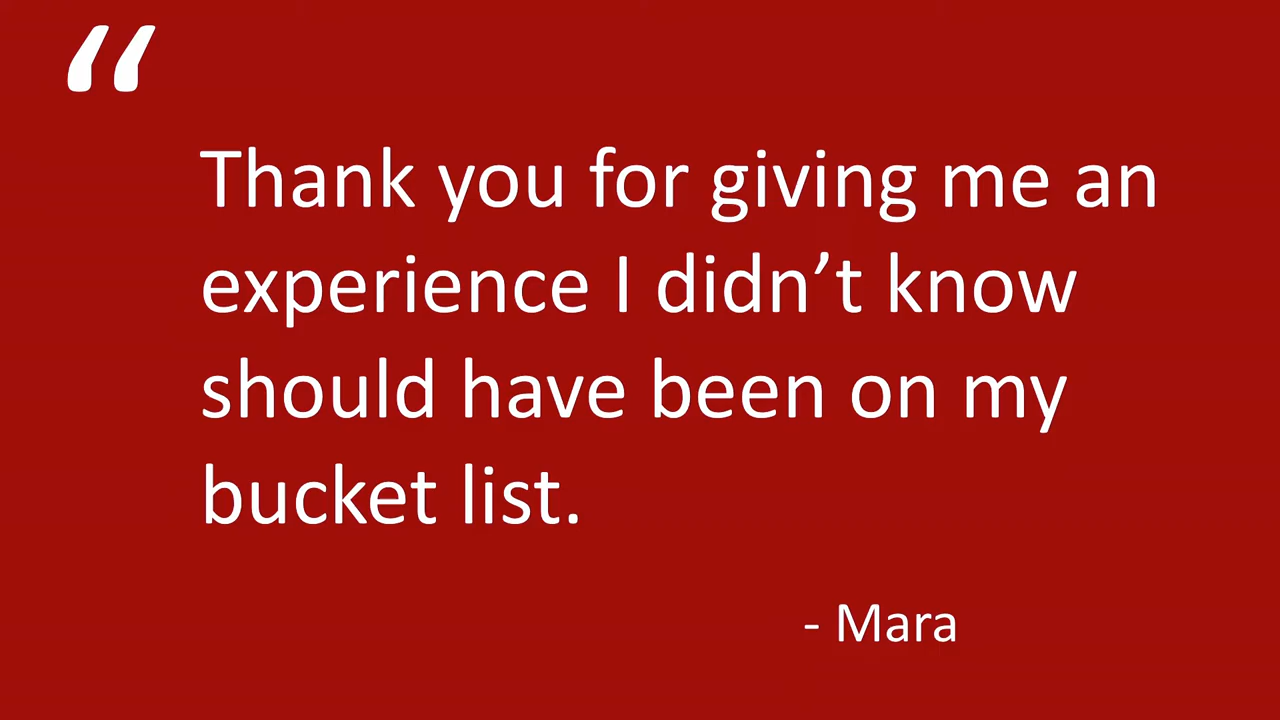 “
Thank you for giving me an
experience I didn’t know
should have been on my
bucket list.
- Mara